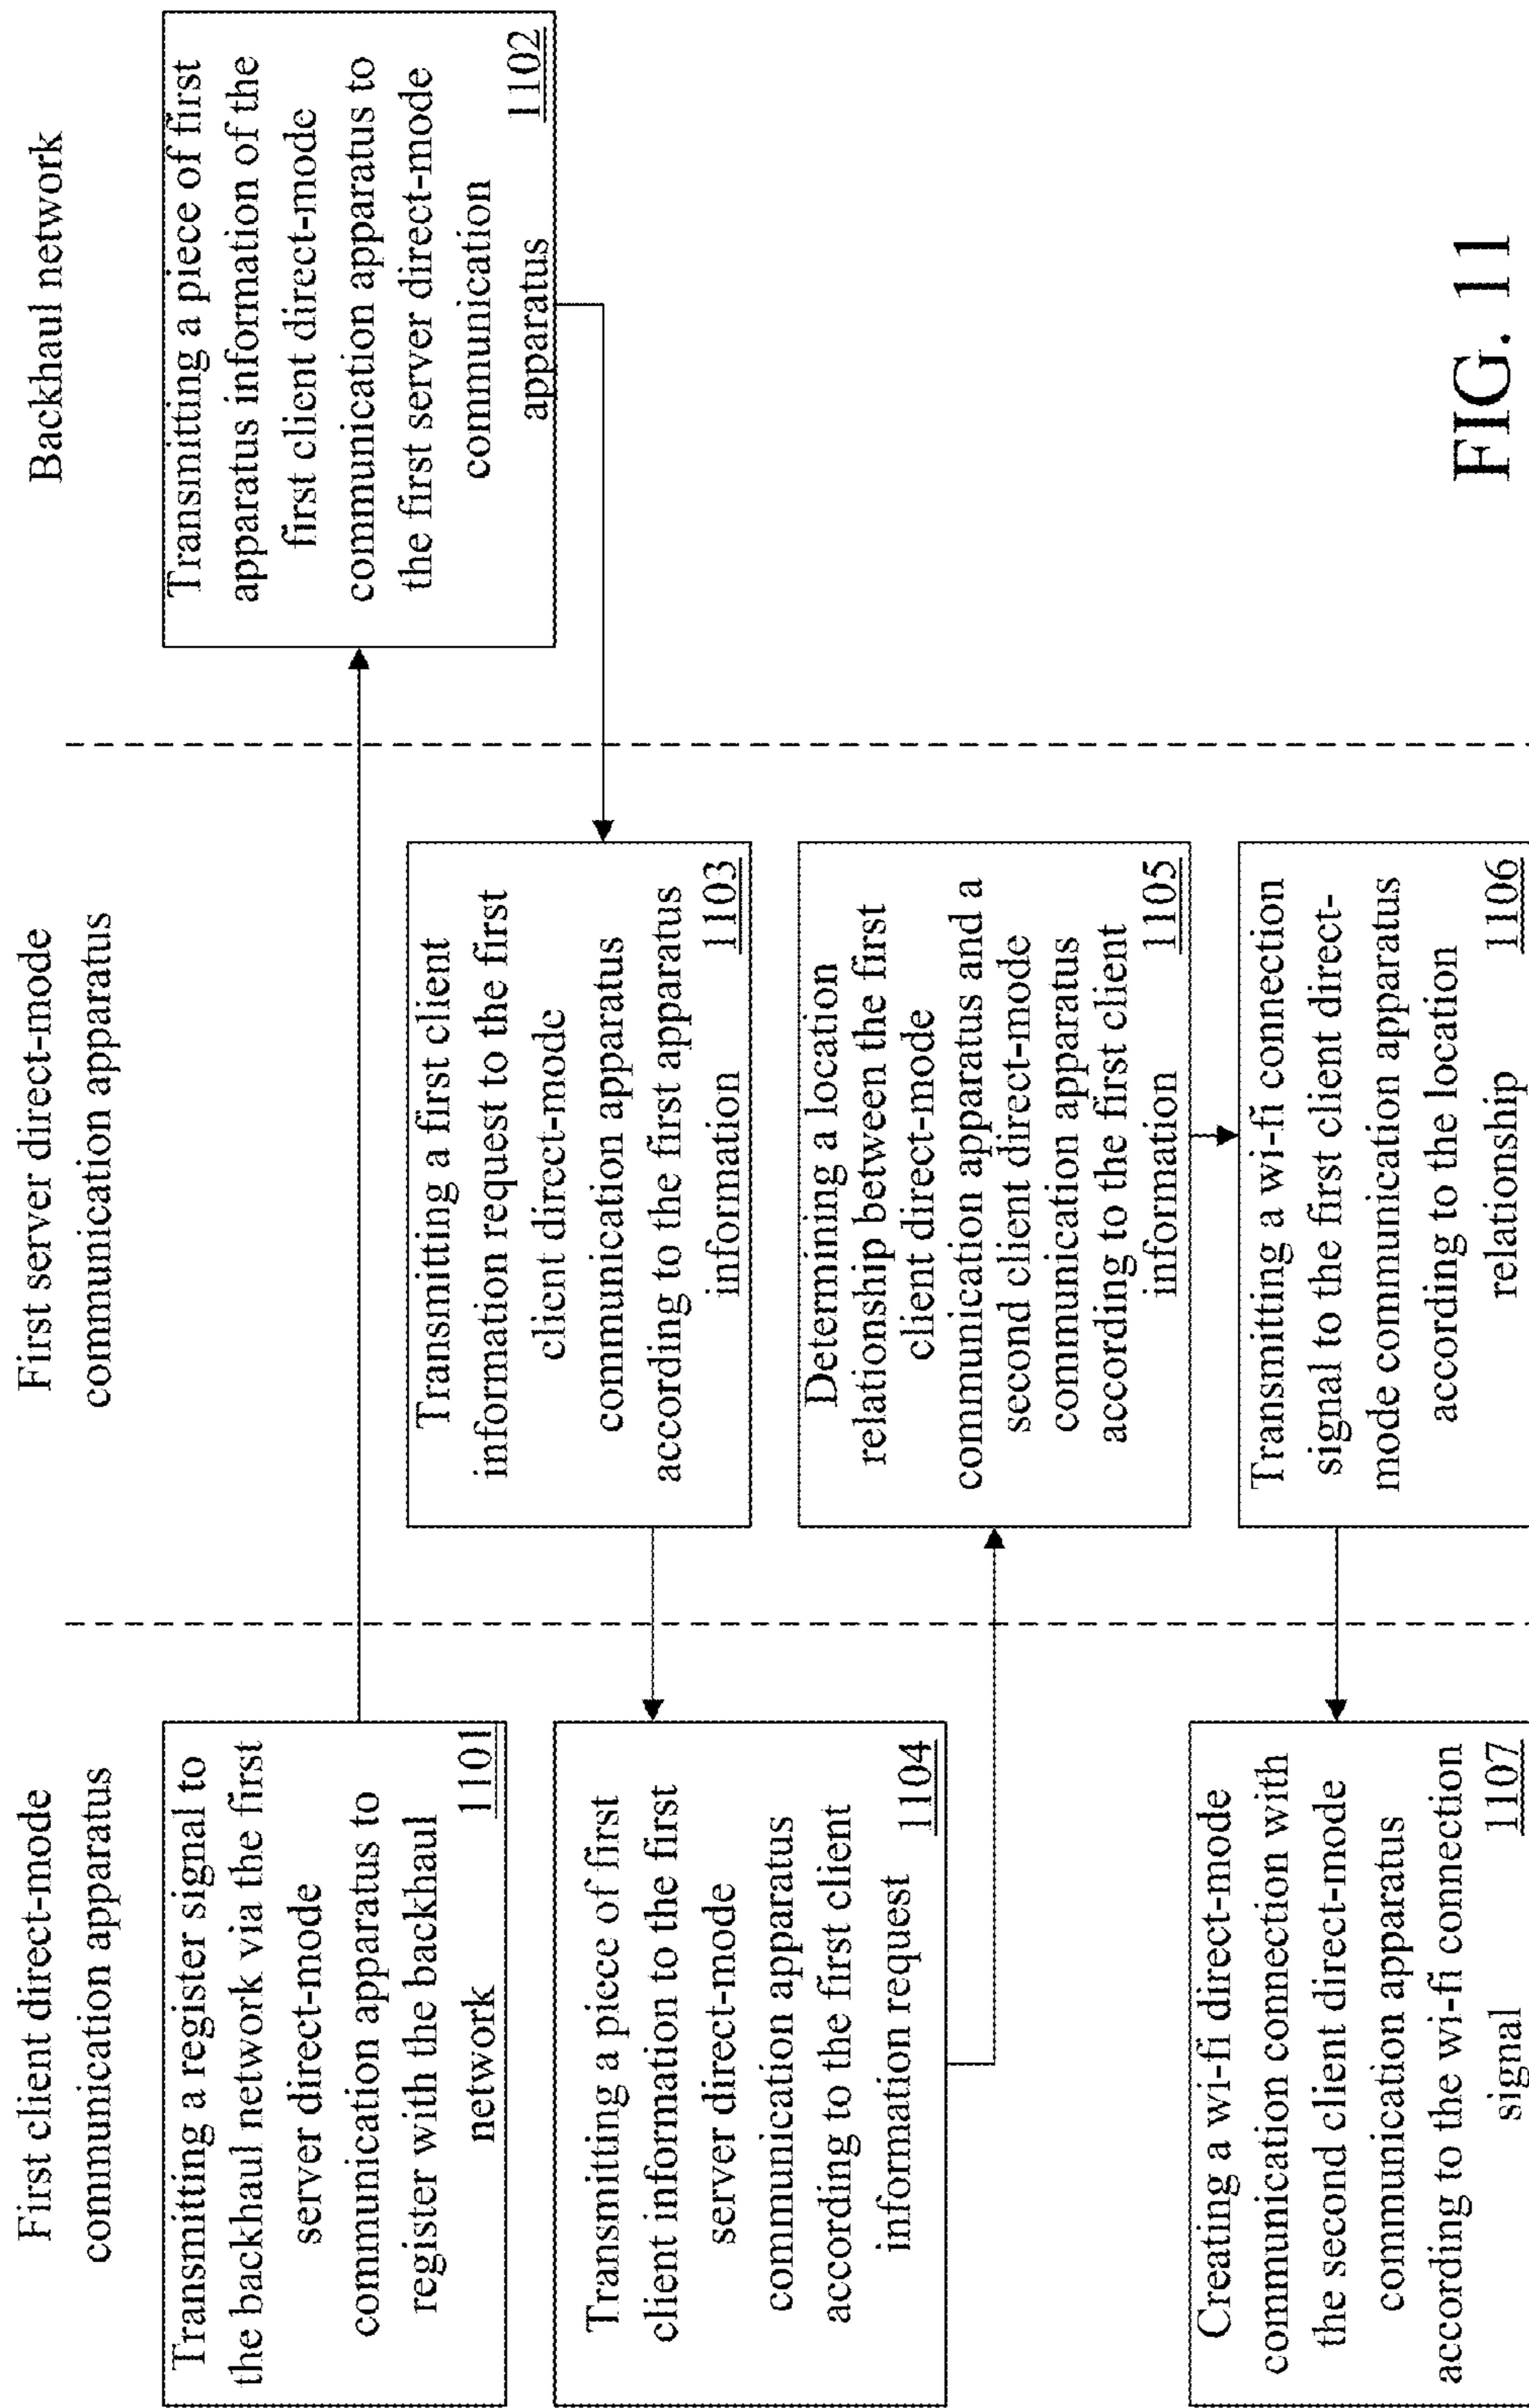 First client direct-mode
communication apparatus
First server direct-mode
communication apparatus
Backhaul network
Transmitting a register signal to
the backhaul network via the first
server direct-mode
communication apparatus to
register with the backhaul
network
1101
Transmitting a piece of first
apparatus information of the
first client direct-mode
communication apparatus to
the first server direct-mode
communication
apparatus
1102
Transmitting a first client
information request to the first
client direct-mode
communication apparatus
according to the first apparatus
information
1103
Transmitting a piece of first
client information to the first
server direct-mode
communication apparatus
according to the first client
information request
1104
Determining a location
relationship between the first
client direct-mode
communication apparatus and a
second client direct-mode
communication apparatus
according to the first client
information
1105
Transmitting a wi-fi connection
signal to the first client direct-
mode communication apparatus
according to the location
relationship
1106
Creating a wi-fi direct-mode
communication connection with
the second client direct-mode
communication apparatus
according to the wi-fi connection
signal
1107
FIG. 11